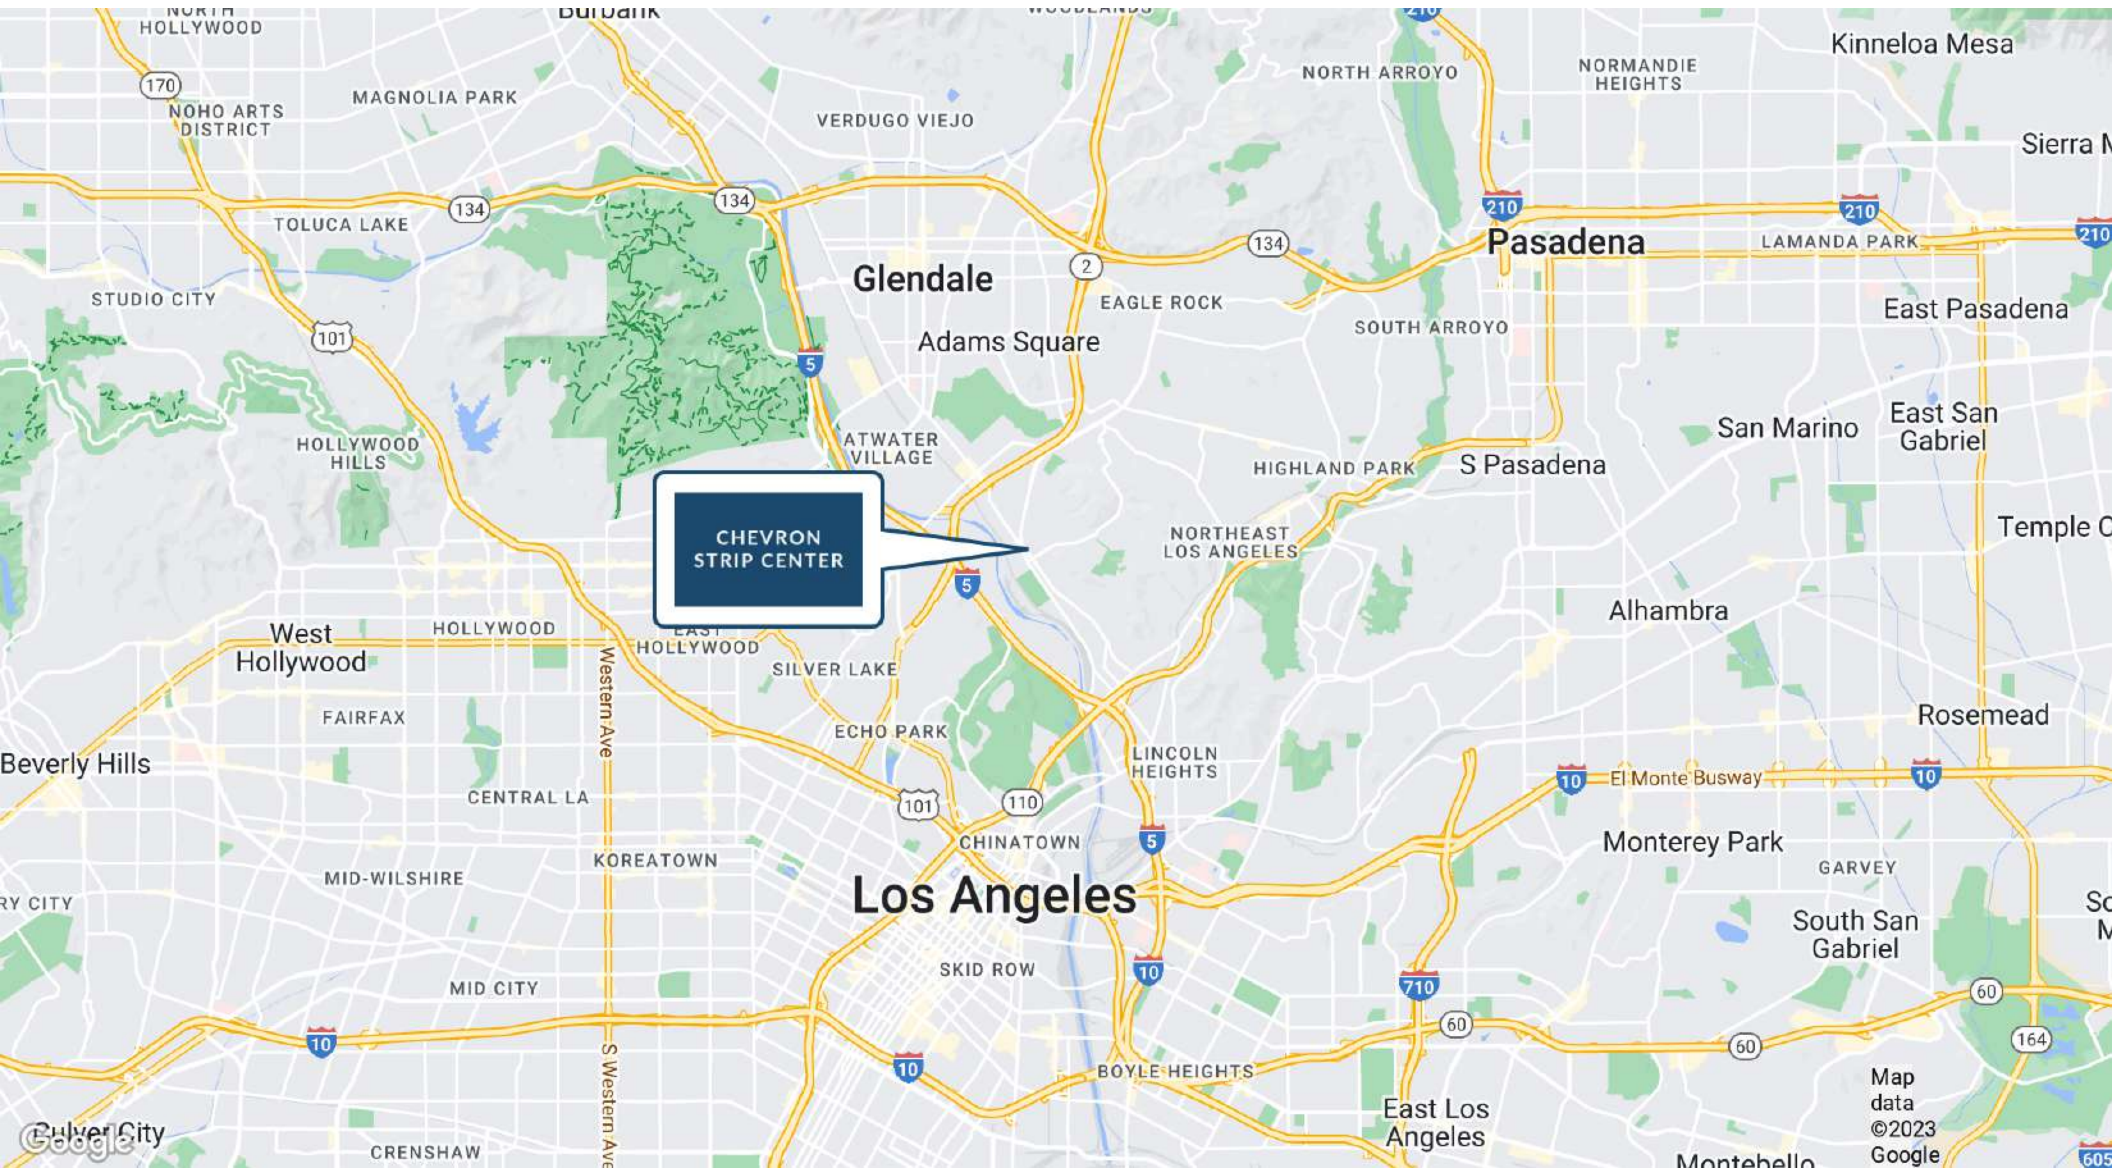 NORTH
HOLLYWOOD
Burbank
WOODLANDS
210
Kinneloa Mesa
170
NOHO ARTS
DISTRICT
MAGNOLIA PARK
VERDUGO VIEJO
NORTH ARROYO
NORMANDIE
HEIGHTS
Sierra M
134
134
TOLUCA LAKE
210
210
210
Pasadena
LAMANDA PARK
134
2
Glendale
STUDIO CITY
EAGLE ROCK
East Pasadena
101
SOUTH ARROYO
Adams Square
5
East San
Gabriel
San Marino
HOLLYWOOD
HILLS
ATWATER
VILLAGE
HIGHLAND PARK
S Pasadena
CHEVRON
STRIP CENTER
NORTHEAST
LOS ANGELES
Temple C
5
Alhambra
West
Hollywood
HOLLYWOOD
EAST
HOLLYWOOD
SILVER LAKE
Western Ave
FAIRFAX
ECHO PARK
Rosemead
Beverly Hills
LINCOLN
HEIGHTS
10
El Monte Busway
10
CENTRAL LA
101
110
CHINATOWN
5
Monterey Park
KOREATOWN
GARVEY
MID-WILSHIRE
Los Angeles
RY CITY
So
M
South San
Gabriel
SKID ROW
10
MID CITY
710
60
60
60
164
10
S Western Ave
10
BOYLE HEIGHTS
East Los
Angeles
Map
data
©2023
Google
Culver City
Google
CRENSHAW
Montebello
605